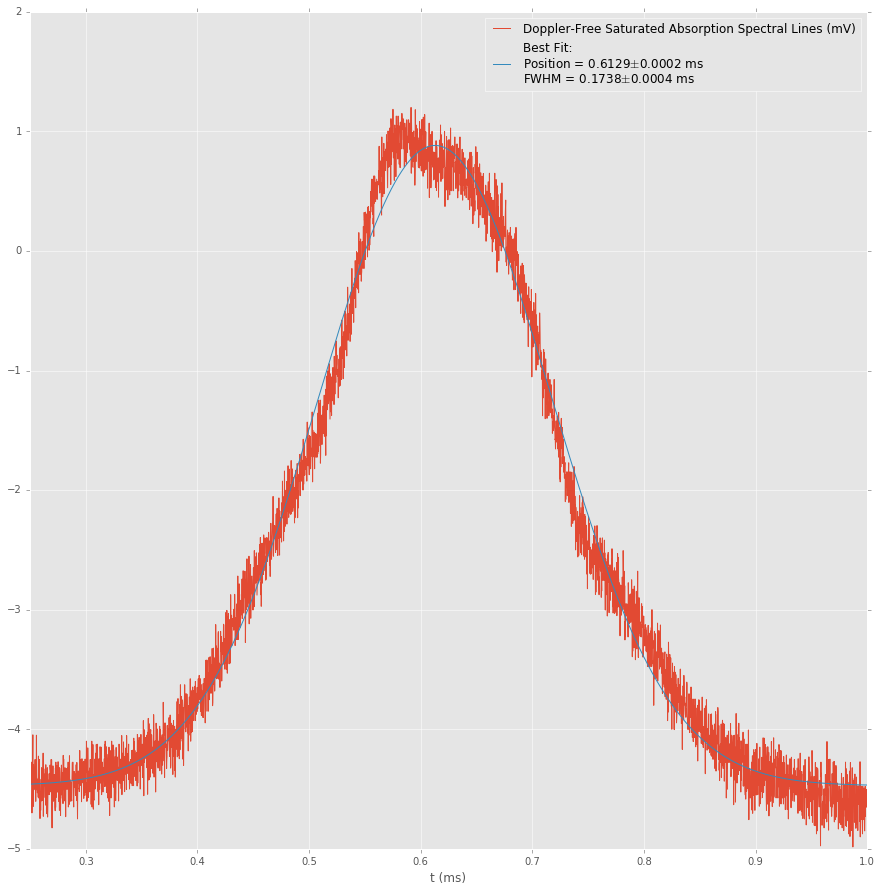 Doppler-Free Saturated Absorption Spectral Lines (mV)
Best Fit:
Position = 0.6129±0.0002 ms
FWHM = 0.1738±0.0004 ms
2
1
0
−1
−2
−3
−4
−5
0.3 0.4 0.5 0.6 0.7 0.8 0.9 1.0
t (ms)